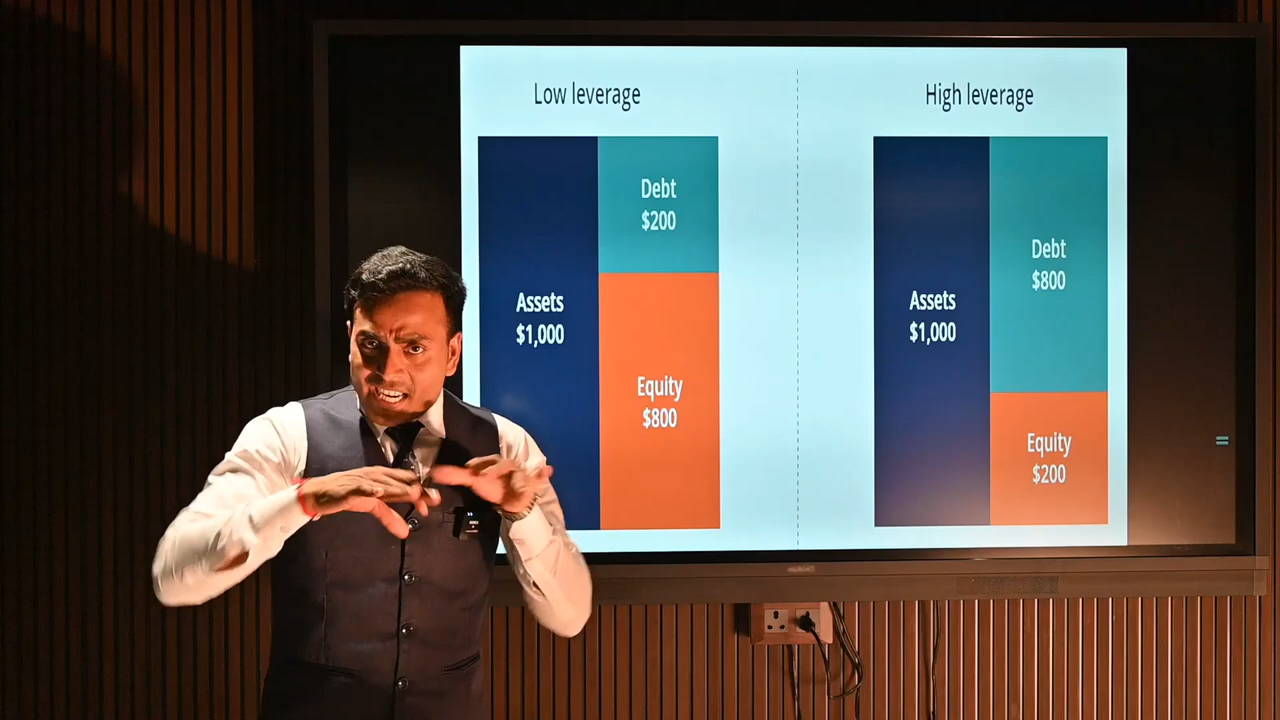 Low leverage
Assets
$1,000
Debt
$200
Equity
$800
High leverage
Assets
$1,000
Debt
$800
Equity
$200